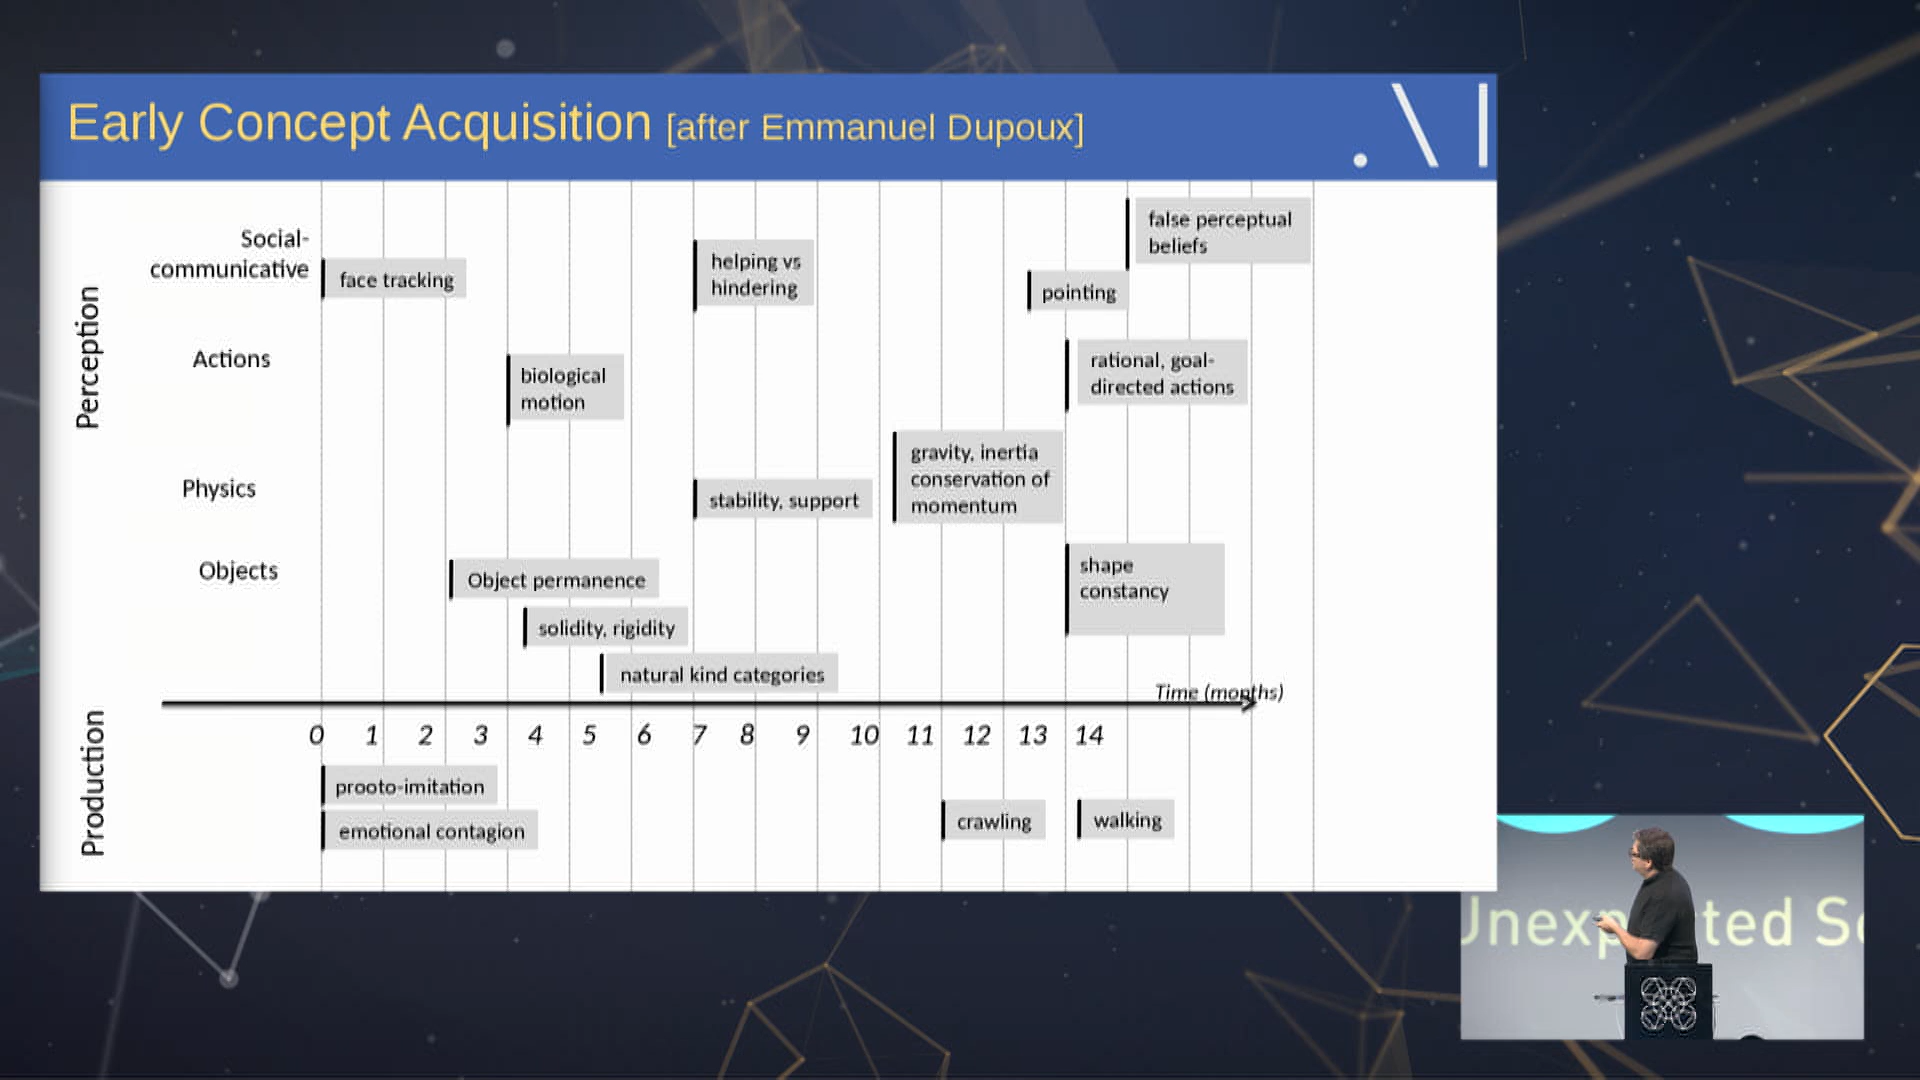 Early Concept Acquisition [after Emmanuel Dupoux]
. \ |
Perception
Social-
communicative
face tracking
helping vs
hindering
false perceptual
beliefs
pointing
Actions
biological
motion
rational, goal-
directed actions
Physics
stability, support
gravity, inertia
conservation of
momentum
Objects
Object permanence
solidity, rigidity
natural kind categories
shape
constancy
Time (months)
0 1 2 3 4 5 6 7 8 9 10 11 12 13 14
Production
prooto-imitation
emotional contagion
crawling
walking